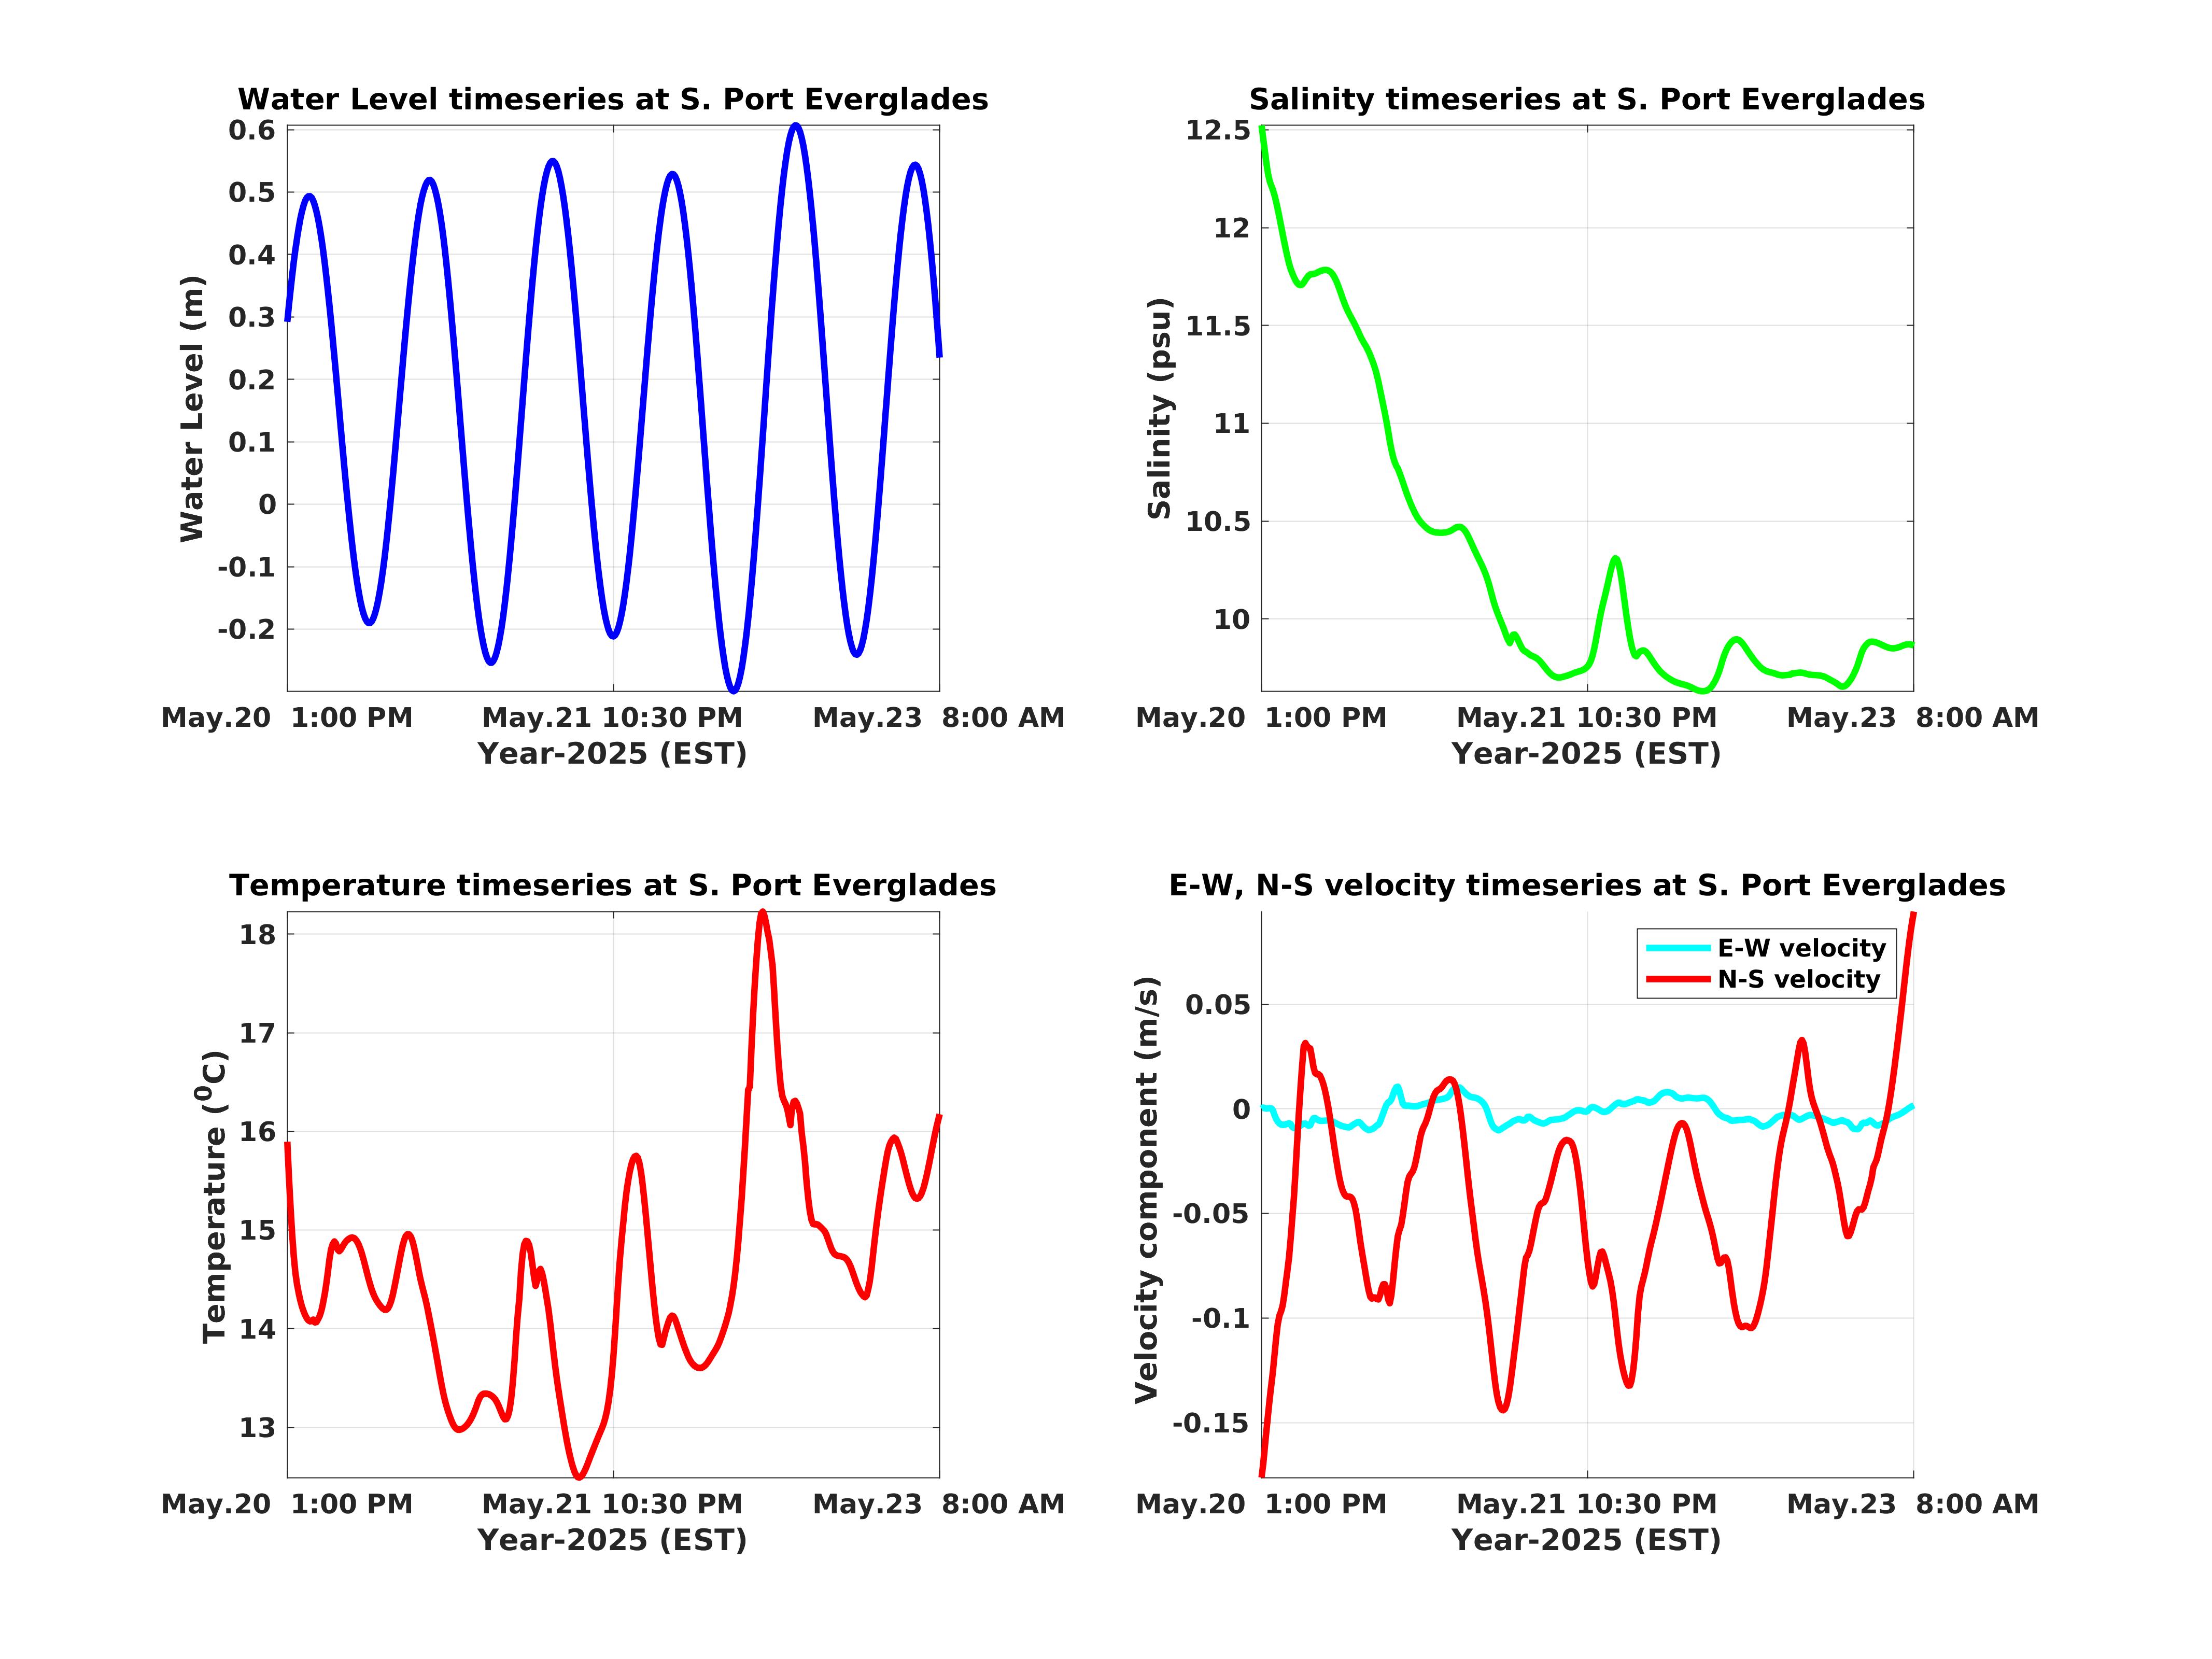 Water Level timeseries at S. Port Everglades
Water Level (m)
0.6
0.5
0.4
0.3
0.2
0.1
0
-0.1
-0.2
May.20  1:00 PM
May.21 10:30 PM
May.23  8:00 AM
Year-2025 (EST)
Salinity timeseries at S. Port Everglades
Salinity (psu)
12.5
12
11.5
11
10.5
10
May.20  1:00 PM
May.21 10:30 PM
May.23  8:00 AM
Year-2025 (EST)
Temperature timeseries at S. Port Everglades
Temperature (⁰C)
18
17
16
15
14
13
May.20  1:00 PM
May.21 10:30 PM
May.23  8:00 AM
Year-2025 (EST)
E-W, N-S velocity timeseries at S. Port Everglades
Velocity component (m/s)
E-W velocity
N-S velocity
0.05
0
-0.05
-0.1
-0.15
May.20  1:00 PM
May.21 10:30 PM
May.23  8:00 AM
Year-2025 (EST)